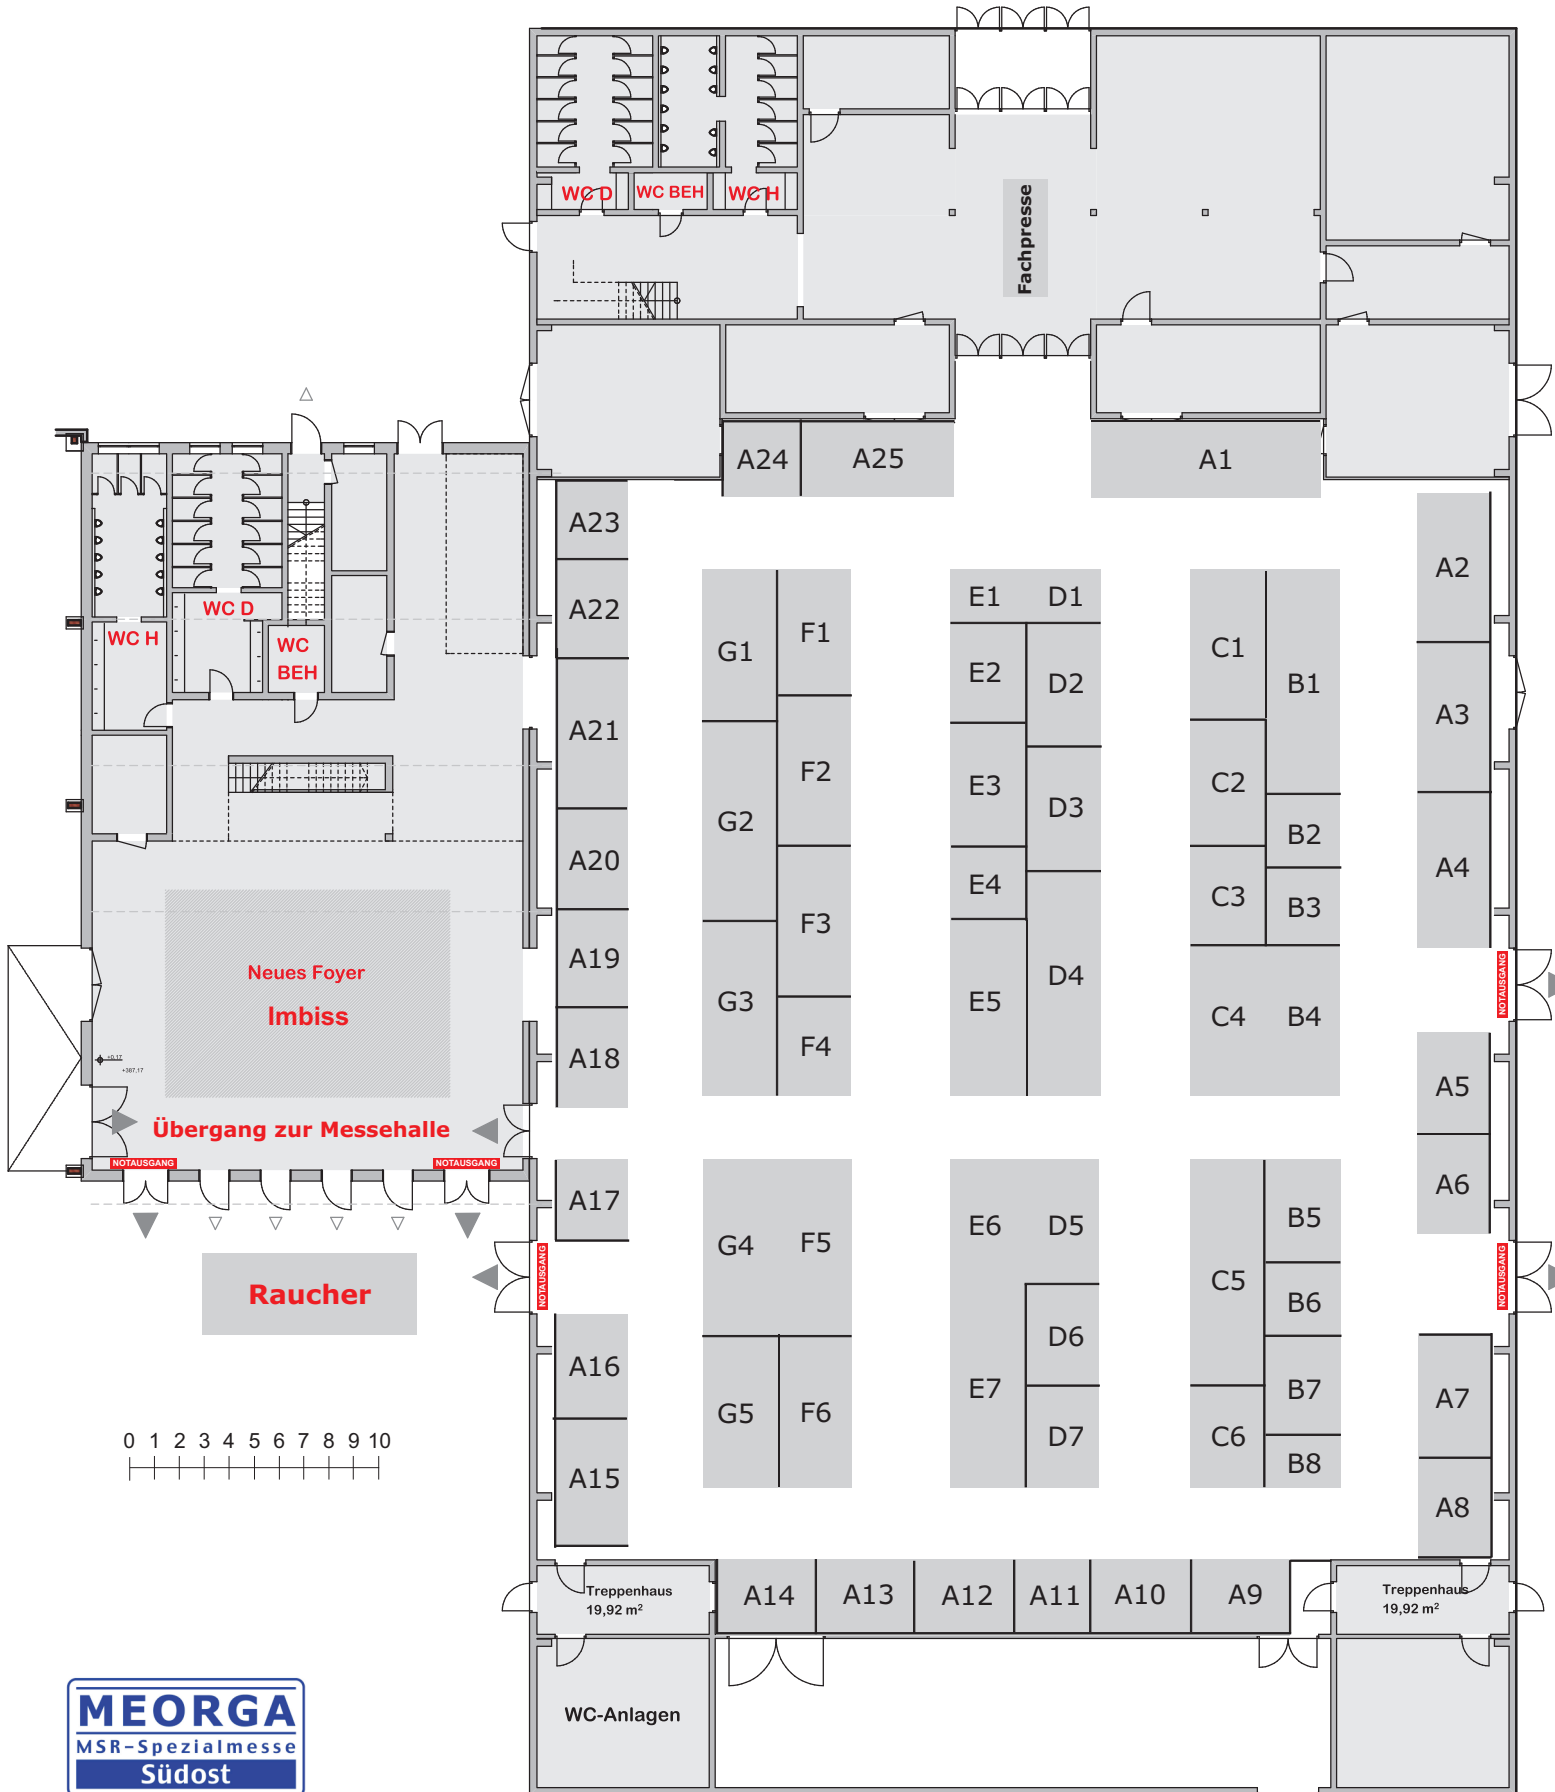 WC D
WC BEH
WC H
Fachpresse
A24
A25
A1
A23
A22
A21
A20
A19
A18
A17
A16
A15
A2
A3
A4
A5
A6
A7
A8
G1
F1
G2
F2
F3
G3
F4
E1
D1
E2
D2
E3
D3
E4
D4
E5
C1
B1
C2
B2
C3
B3
C4
B4
G4
F5
G5
F6
E6
D5
D6
E7
D7
B5
C5
B6
B7
C6
B8
A14
A13
A12
A11
A10
A9
WC H
WC D
WC
BEH
Neues Foyer
Imbiss
+0,17
+387,17
Übergang zur Messehalle
NOTAUSGANG
NOTAUSGANG
NOTAUSGANG
NOTAUSGANG
NOTAUSGANG
Raucher
0 1 2 3 4 5 6 7 8 9 10
Treppenhaus
19,92 m²
Treppenhaus
19,92 m²
WC-Anlagen
MEORGA
MSR-Spezialmesse
Südost